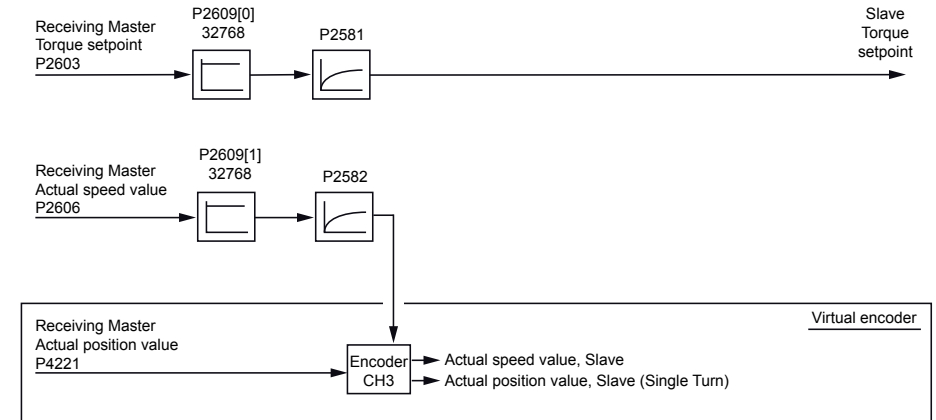 Receiving Master
Torque setpoint
P2603
P2609[0]
32768
P2581
Slave
Torque
setpoint
Receiving Master
Actual speed value
P2606
P2609[1]
32768
P2582
Virtual encoder
Receiving Master
Actual position value
P4221
Encoder
CH3
Actual speed value, Slave
Actual position value, Slave (Single Turn)